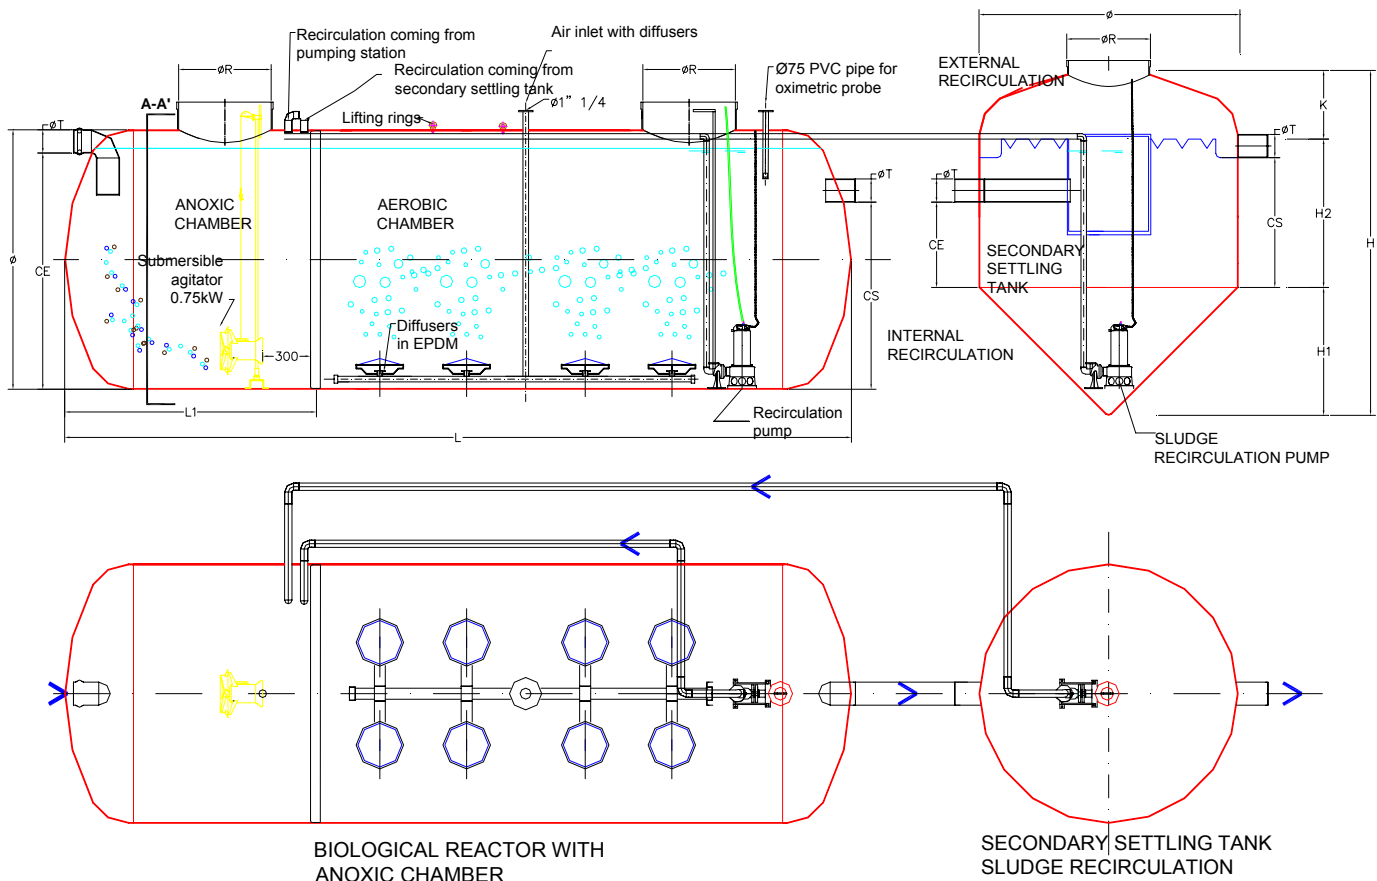 Recirculation coming from
pumping station
Air inlet with diffusers
Recirculation coming from
secondary settling tank
Ø75 PVC pipe for
oximetric probe
EXTERNAL
RECIRCULATION
ø
øR
øR
øR
A-A'
ø1" 1/4
Lifting rings
øT
øT
øT
øT
K
ANOXIC
CHAMBER
AEROBIC
CHAMBER
SECONDARY
SETTLING
TANK
H2
H
CS
CE
ø
CE
CS
Submersible
agitator
0.75kW
300
Diffusers
in EPDM
INTERNAL
RECIRCULATION
H1
L1
L
Recirculation
pump
SLUDGE
RECIRCULATION PUMP
BIOLOGICAL REACTOR WITH
ANOXIC CHAMBER
SECONDARY SETTLING TANK
SLUDGE RECIRCULATION